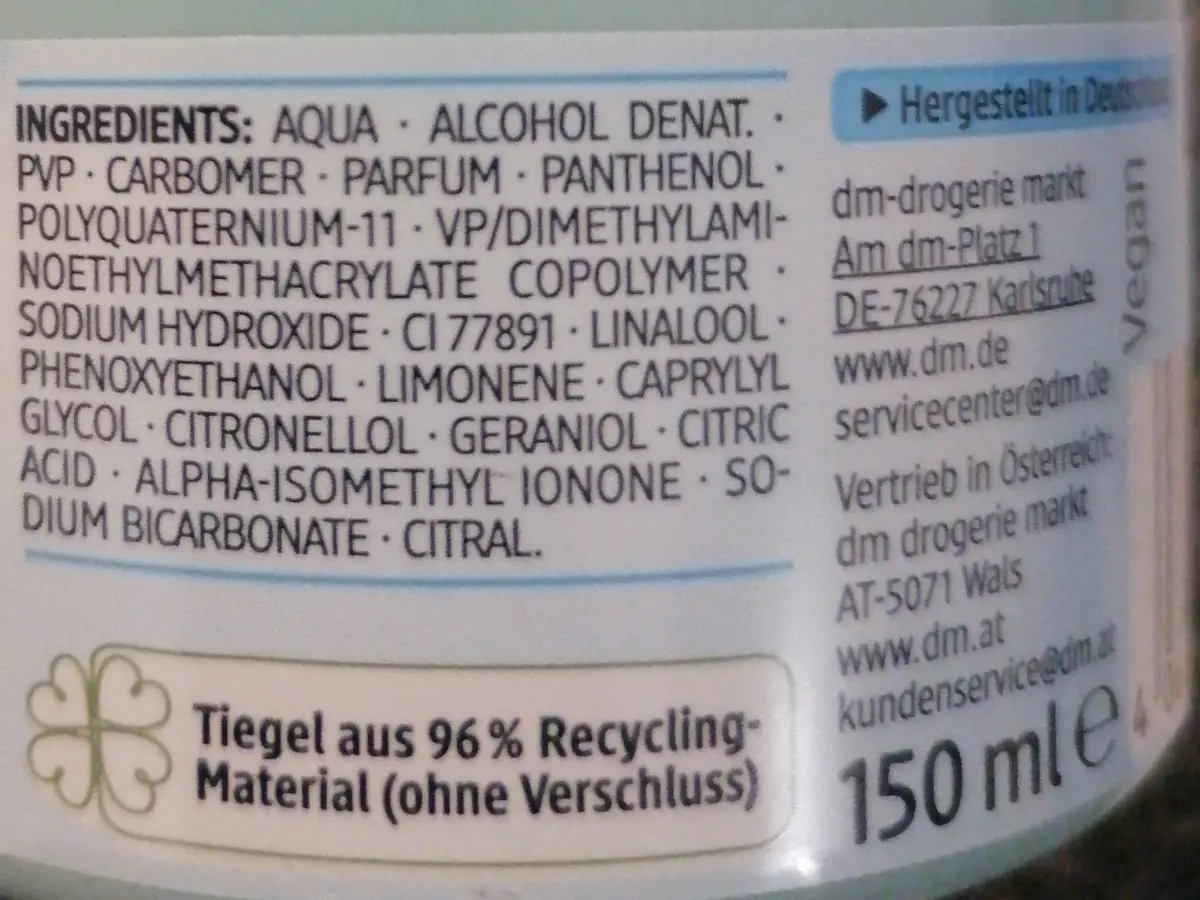 INGREDIENTS: AQUA · ALCOHOL DENAT. ·
PVP · CARBOMER · PARFUM · PANTHENOL ·
POLYQUATERNIUM-11 · VP/DIMETHYLAMI-
NOETHYLMETHACRYLATE COPOLYMER ·
SODIUM HYDROXIDE · CI 77891 · LINALOOL ·
PHENOXYETHANOL · LIMONENE · CAPRYLYL
GLYCOL · CITRONELLOL · GERANIOL · CITRIC
ACID · ALPHA-ISOMETHYL IONONE · SO-
DIUM BICARBONATE · CITRAL.
Tiegel aus 96 % Recycling-
Material (ohne Verschluss)
▶ Hergestellt in Deutschland
dm-drogerie markt
Am dm-Platz 1
DE-76227 Karlsruhe
www.dm.de
servicecenter@dm.de
Vertrieb in Österreich:
dm drogerie markt
AT-5071 Wals
www.dm.at
kundenservice@dm.at
150 ml e
vegan
4